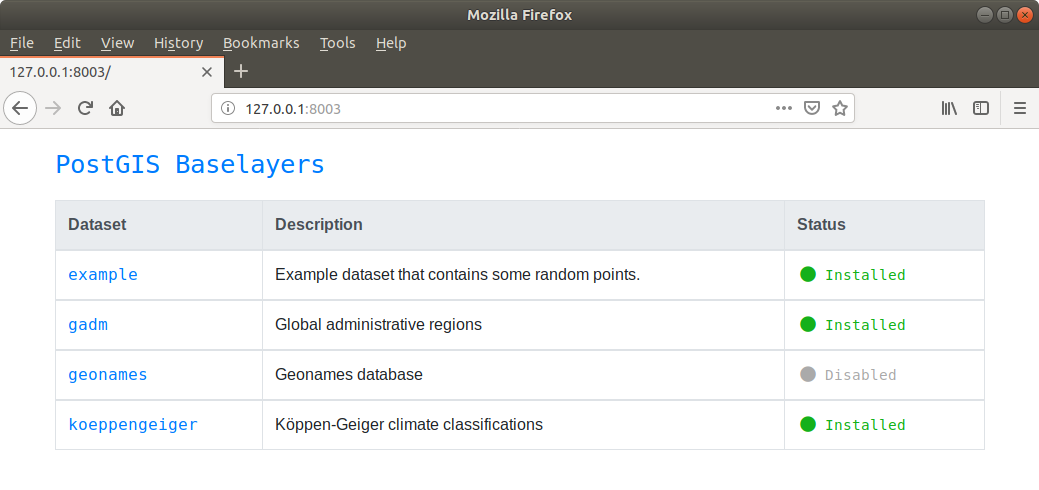 Mozilla Firefox
File Edit View History Bookmarks Tools Help
127.0.0.1:8003/
127.0.0.1:8003
PostGIS Baselayers
Dataset Description Status
example Example dataset that contains some random points. Installed
gadm Global administrative regions Installed
geonames Geonames database Disabled
koeppengeiger Köppen-Geiger climate classifications Installed